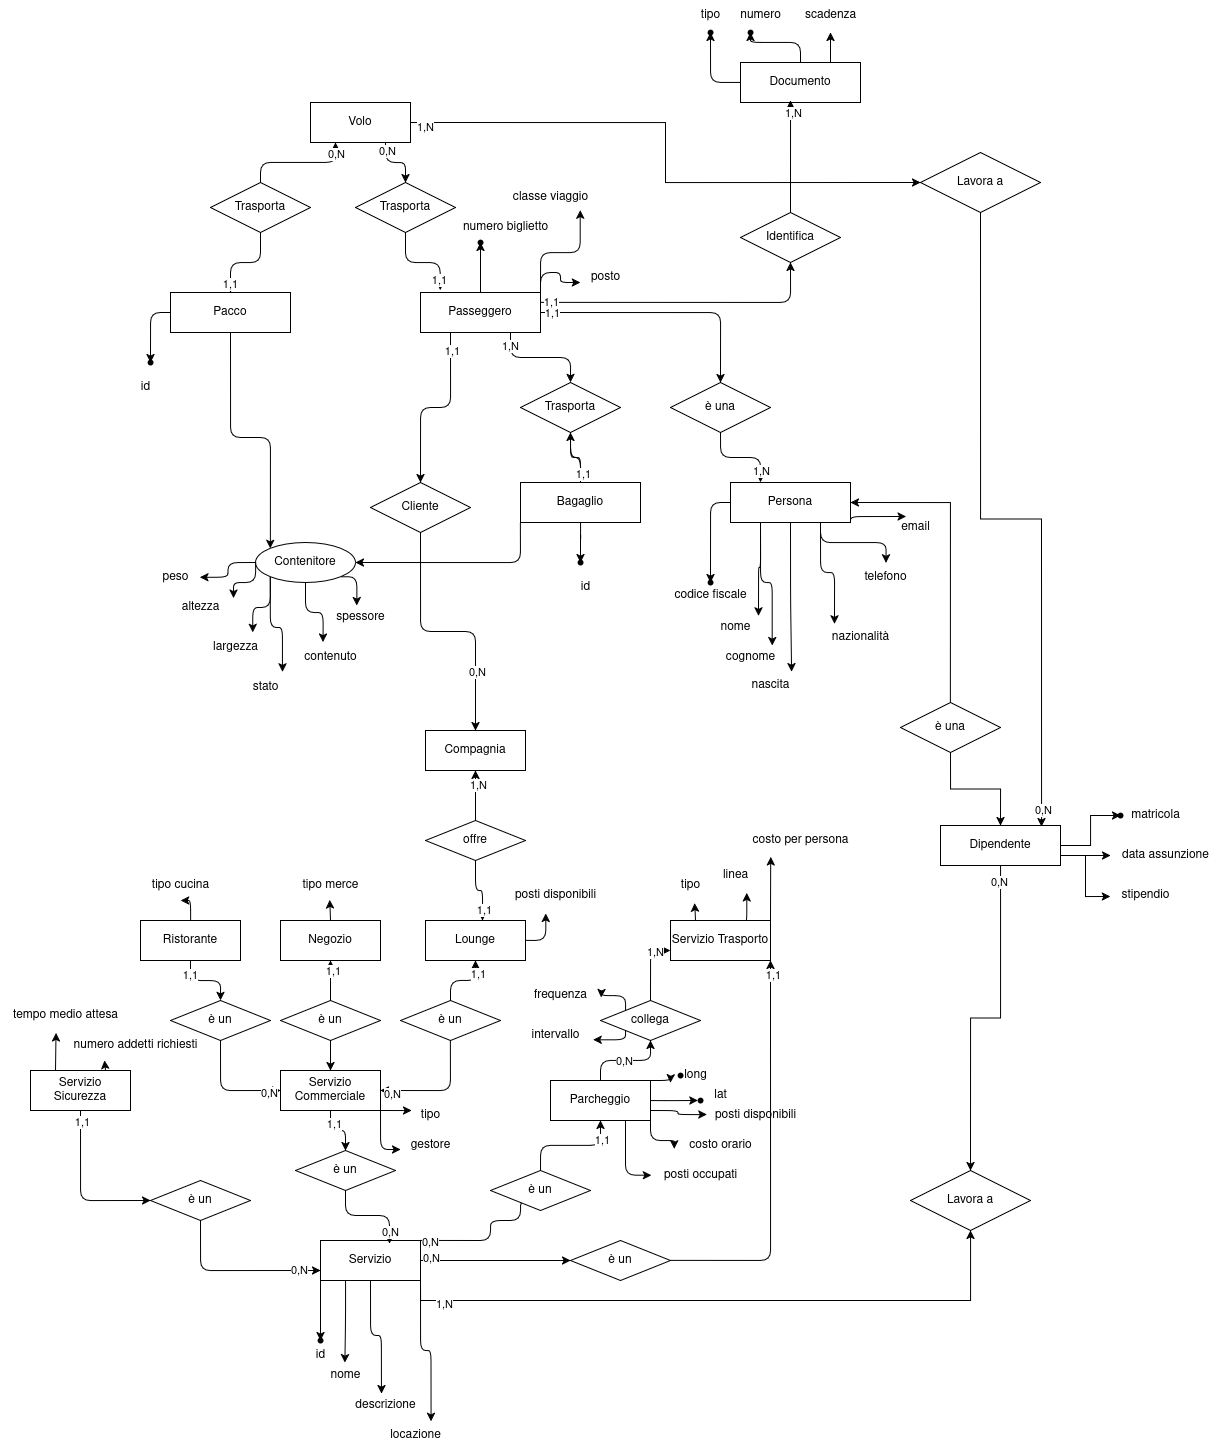 tipo numero scadenza
Documento
1,N
Volo
1,N
0,N 0,N
Lavora a
Trasporta Trasporta
classe viaggio
numero biglietto
Identifica
posto
1,1 1,1
Pacco Passeggero
1,1
1,1
1,1 1,N
id
Trasporta è una
1,1 1,N
Cliente Bagaglio Persona
email
Contenitore
peso
altezza
spessore
largezza
contenuto
stato
id
telefono
codice fiscale
nome
nazionalità
cognome
nascita
0,N
è una
Compagnia
1,N
offre
0,N
Dipendente
matricola
data assunzione
stipendio
0,N
costo per persona
linea
tipo
tipo cucina tipo merce posti disponibili
1,1
Ristorante Negozio Lounge Servizio Trasporto
1,N
1,1 1,1 1,1 1,1
frequenza
tempo medio attesa
è un è un è un collega
intervallo
numero addetti richiesti
0,N
Servizio
Sicurezza
Servizio
Commerciale
0,N 0,N
Parcheggio
long
lat
posti disponibili
tipo
1,1 1,1
gestore
1,1
costo orario
posti occupati
è un è un è un
Lavora a
0,N 0,N
0,N
Servizio
0,N
è un
1,N
id
nome
descrizione
locazione